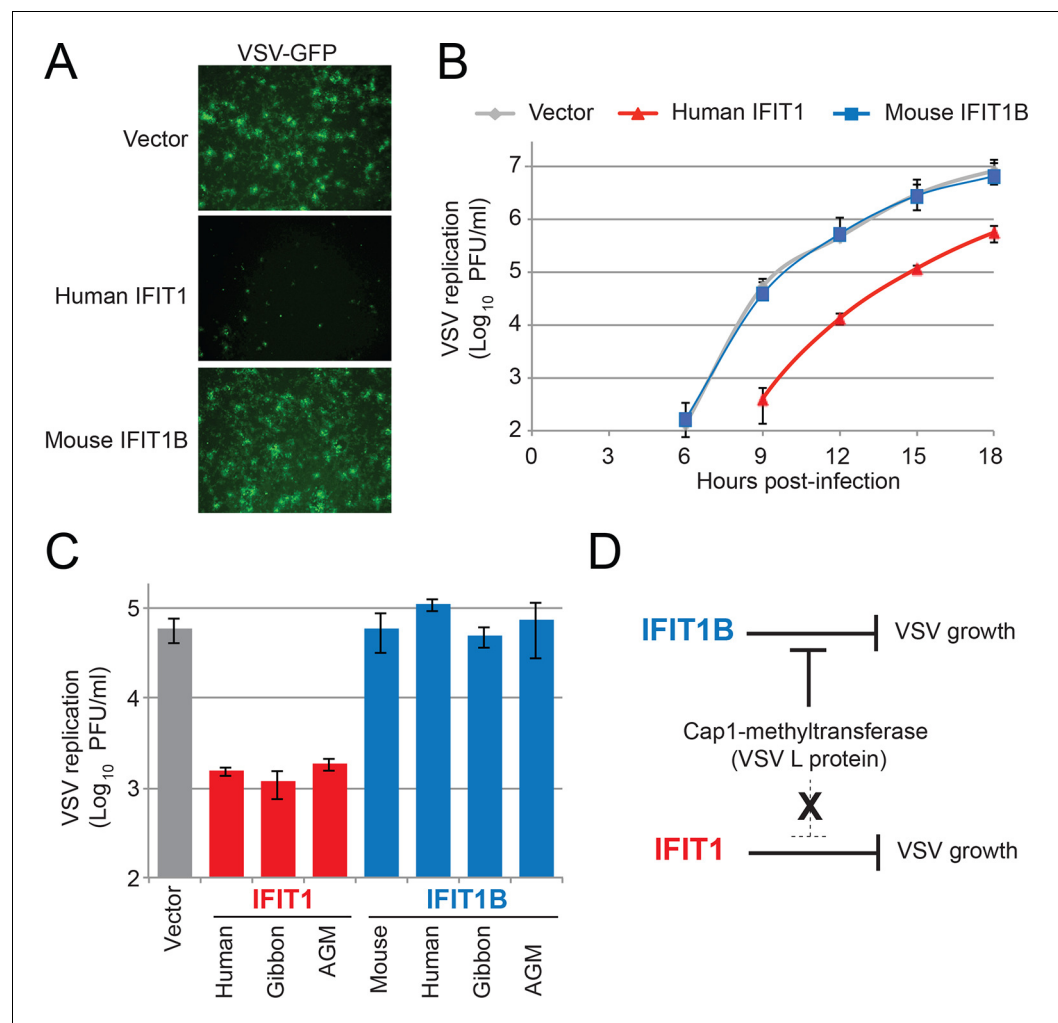 A
VSV-GFP
Vector
Human IFIT1
Mouse IFIT1B
B
Vector
Human IFIT1
Mouse IFIT1B
VSV replication
(Log10 PFU/ml)
7
6
5
4
3
2
0 3 6 9 12 15 18
Hours post-infection
C
VSV replication
(Log10 PFU/ml)
5
4
3
2
IFIT1 IFIT1B
Vector
Human
Gibbon
AGM
Mouse
Human
Gibbon
AGM
D
IFIT1B VSV growth
Cap1-methyltransferase
(VSV L protein)
X
IFIT1 VSV growth